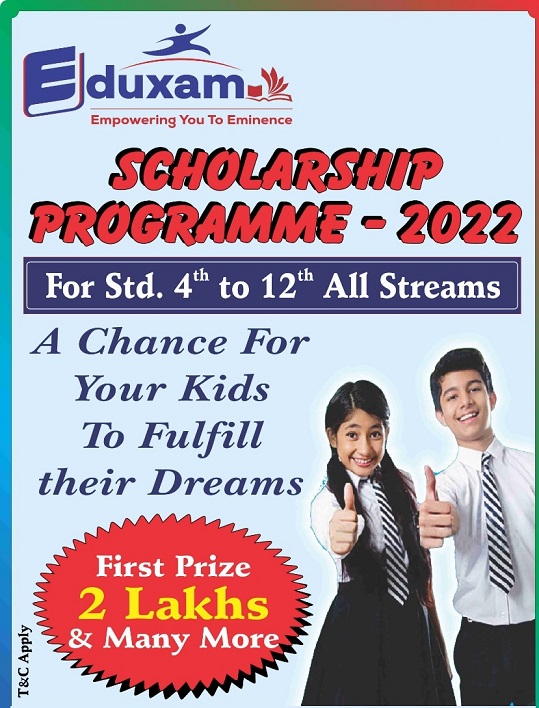 Eduxam
Empowering You To Eminence
SCHOLARSHIP
PROGRAMME - 2022
For Std. 4th to 12th All Streams
A Chance For
Your Kids
To Fulfill
their Dreams
First Prize
2 Lakhs
& Many More
T&C Apply